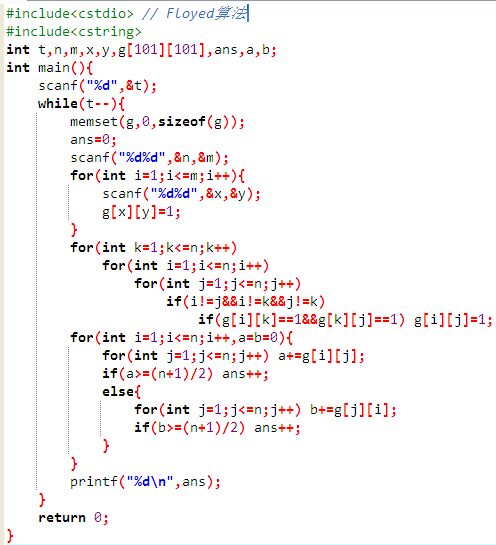 #include<cstdio> // Floyed算法
#include<cstring>
int t,n,m,x,y,g[101][101],ans,a,b;
int main(){
    scanf("%d",&t);
    while(t--){
        memset(g,0,sizeof(g));
        ans=0;
        scanf("%d%d",&n,&m);
        for(int i=1;i<=m;i++){
            scanf("%d%d",&x,&y);
            g[x][y]=1;
        }
        for(int k=1;k<=n;k++)
            for(int i=1;i<=n;i++)
                for(int j=1;j<=n;j++)
                    if(i!=j&&i!=k&&j!=k)
                        if(g[i][k]==1&&g[k][j]==1) g[i][j]=1;
        for(int i=1;i<=n;i++,a=b=0){
            for(int j=1;j<=n;j++) a+=g[i][j];
            if(a>=(n+1)/2) ans++;
            else{
                for(int j=1;j<=n;j++) b+=g[j][i];
                if(b>=(n+1)/2) ans++;
            }
        }
        printf("%d\n",ans);
    }
    return 0;
}